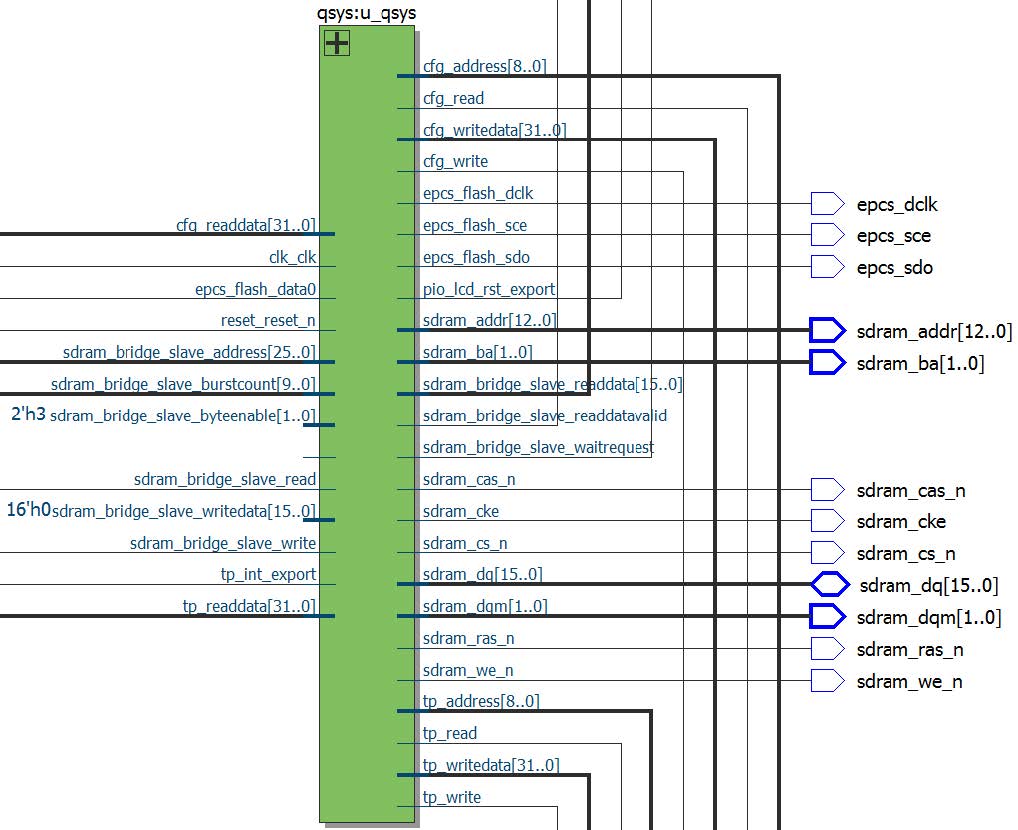 qsys:u_qsys
cfg_address[8..0]
cfg_read
cfg_writedata[31..0]
cfg_write
epcs_flash_dclk
epcs_dclk
cfg_readdata[31..0]
epcs_flash_sce
epcs_sce
clk_clk
epcs_flash_sdo
epcs_sdo
epcs_flash_data0
pio_lcd_rst_export
reset_reset_n
sdram_addr[12..0]
sdram_addr[12..0]
sdram_bridge_slave_address[25..0]
sdram_ba[1..0]
sdram_ba[1..0]
sdram_bridge_slave_burstcount[9..0]
sdram_bridge_slave_readdata[15..0]
2'h3 sdram_bridge_slave_byteenable[1..0]
sdram_bridge_slave_readdatavalid
sdram_bridge_slave_waitrequest
sdram_bridge_slave_read
sdram_cas_n
sdram_cas_n
16'h0 sdram_bridge_slave_writedata[15..0]
sdram_cke
sdram_cke
sdram_bridge_slave_write
sdram_cs_n
sdram_cs_n
tp_int_export
sdram_dq[15..0]
sdram_dq[15..0]
tp_readdata[31..0]
sdram_dqm[1..0]
sdram_dqm[1..0]
sdram_ras_n
sdram_ras_n
sdram_we_n
sdram_we_n
tp_address[8..0]
tp_read
tp_writedata[31..0]
tp_write